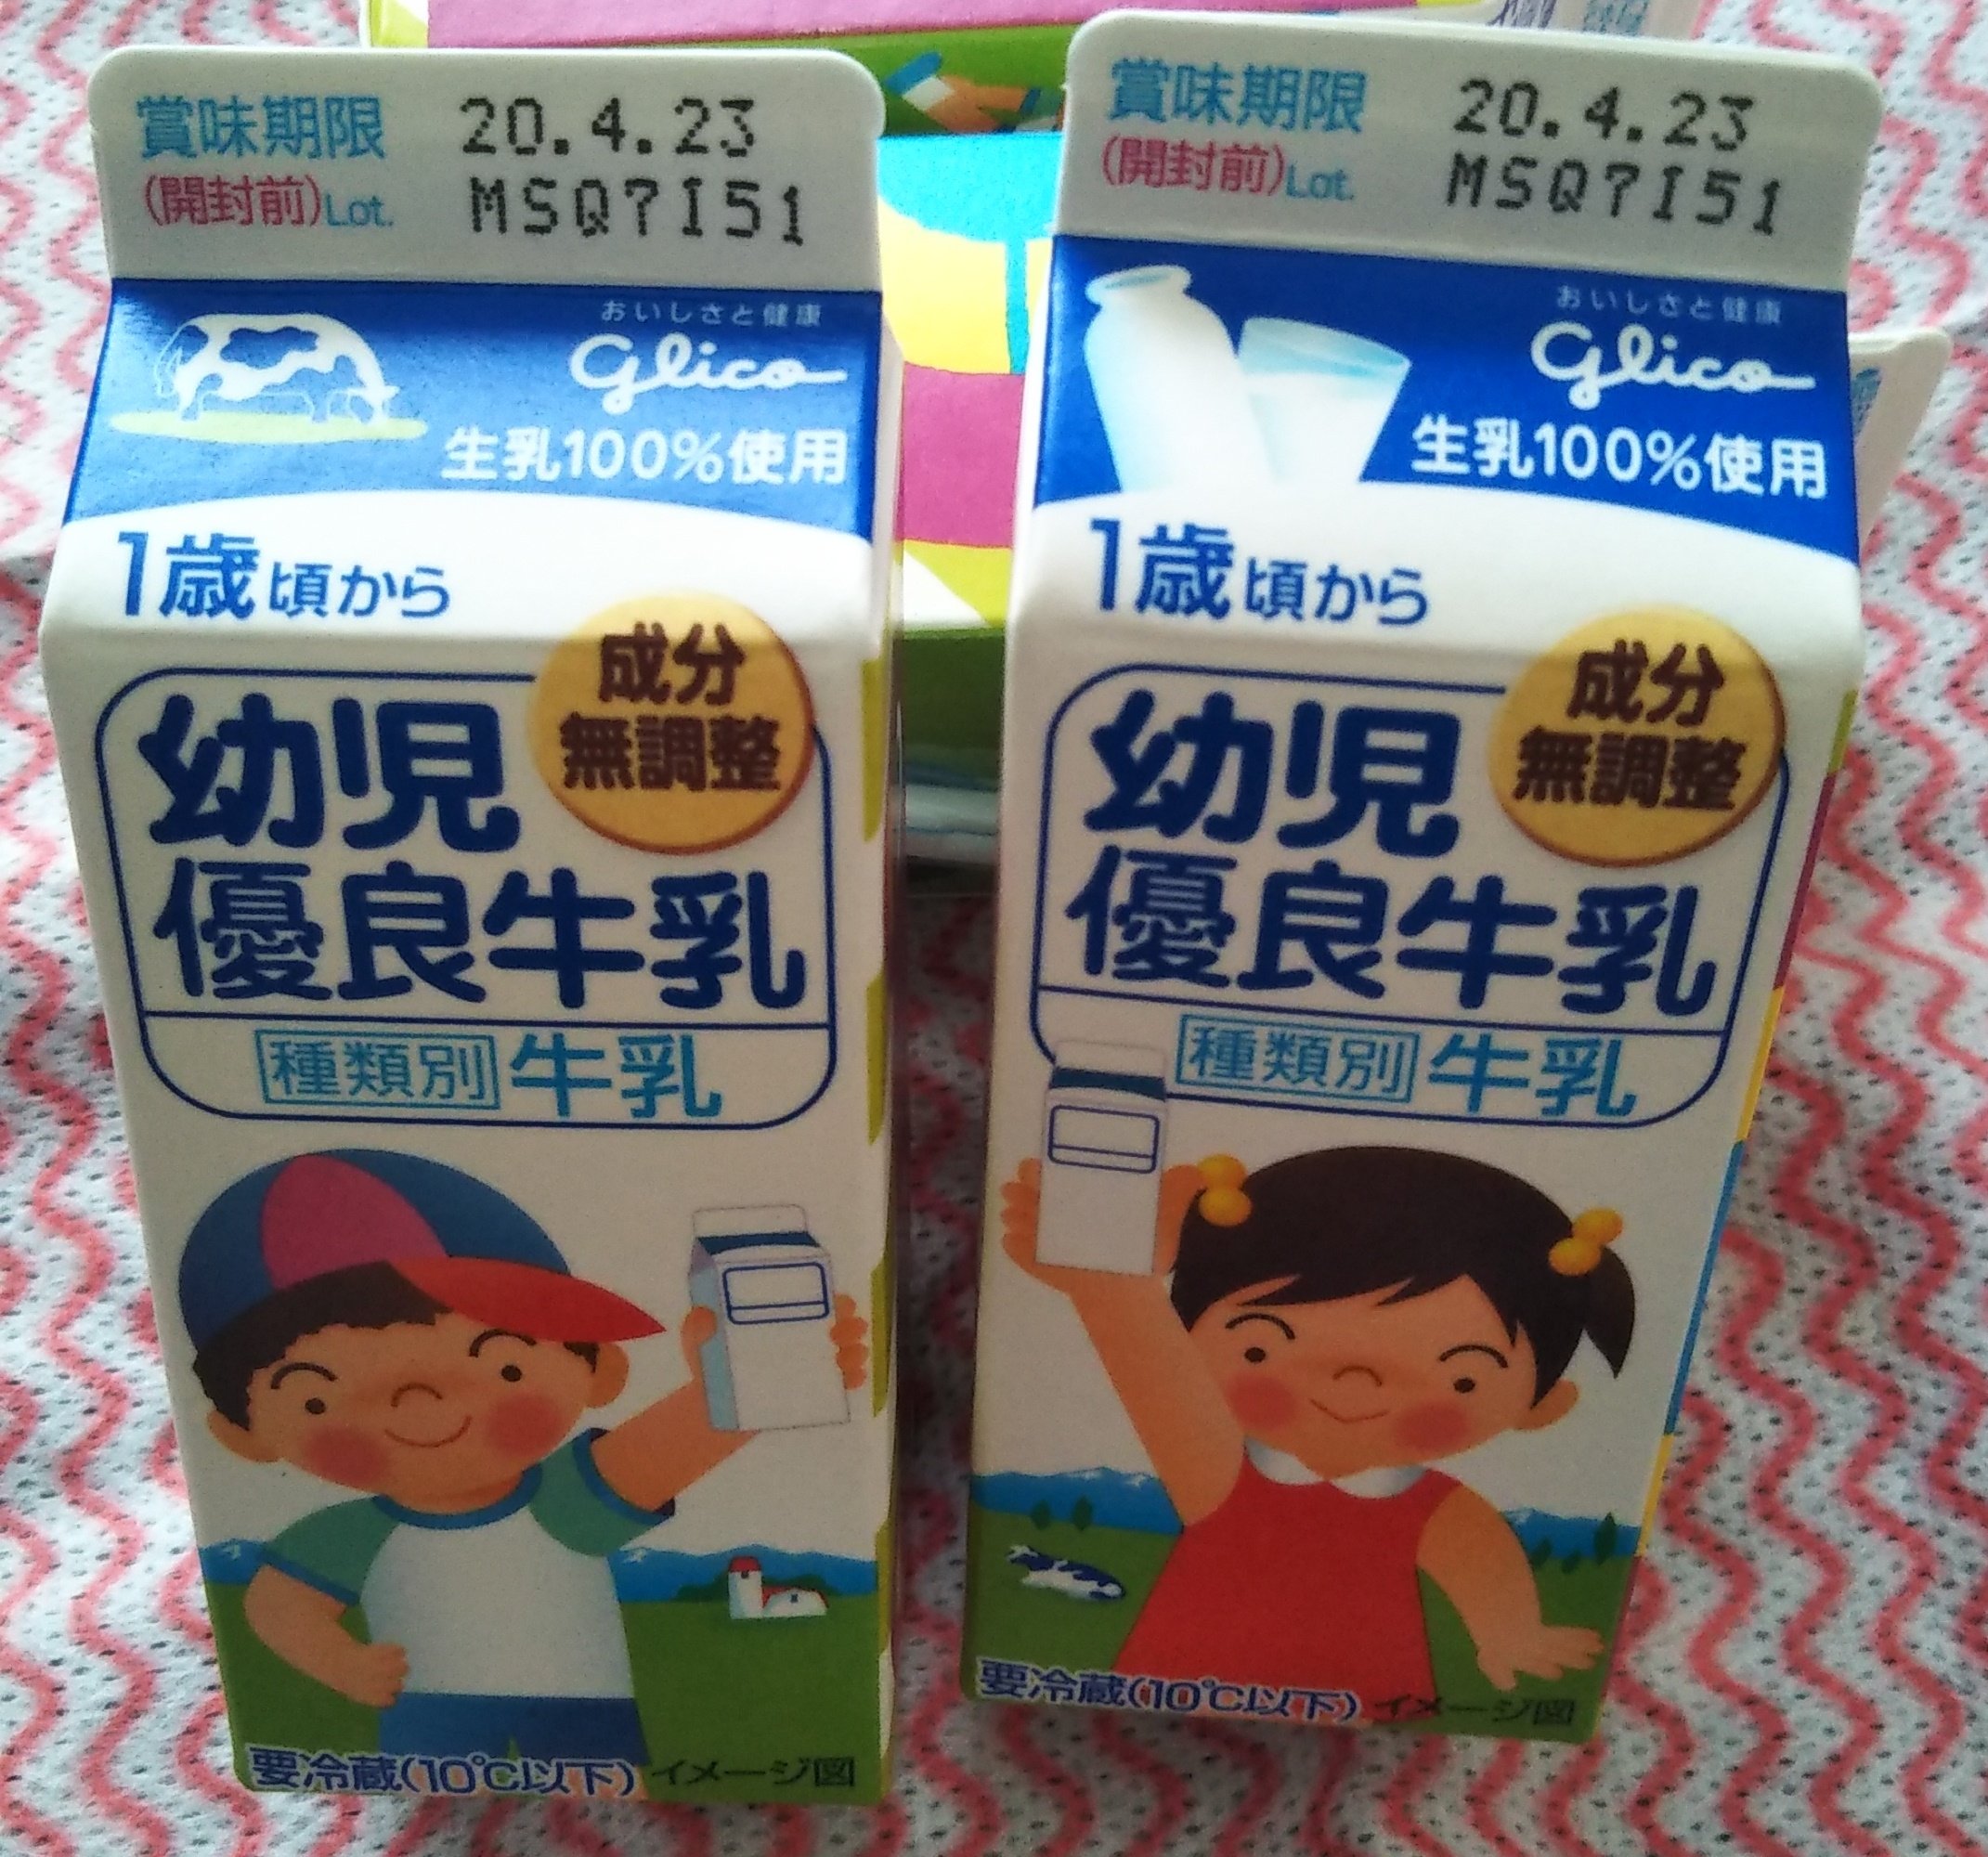 賞味期限 20.4.23
(開封前)Lot. MSQ7I51
おいしさと健康
glico
生乳100%使用
1歳頃から
成分
無調整
幼児
優良牛乳
種類別 牛乳
要冷蔵(10℃以下) イメージ図
賞味期限 20.4.23
(開封前)Lot. MSQ7I51
おいしさと健康
glico
生乳100%使用
1歳頃から
成分
無調整
幼児
優良牛乳
種類別 牛乳
要冷蔵(10℃以下) イメージ図